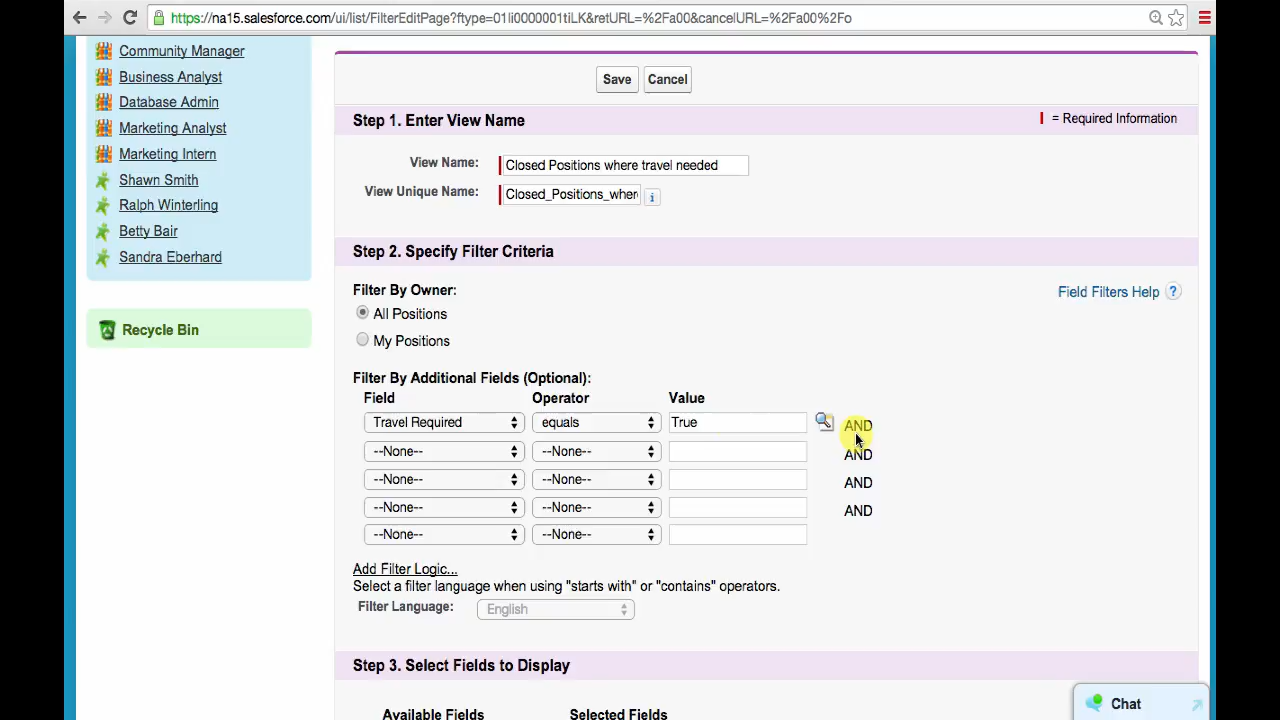 https://na15.salesforce.com/ui/list/FilterEditPage?ftype=01Ii0000001tiLK&retURL=%2Fa00&cancelURL=%2Fa00%2Fo
Community Manager
Business Analyst
Database Admin
Marketing Analyst
Marketing Intern
Shawn Smith
Ralph Winterling
Betty Bair
Sandra Eberhard
Recycle Bin
Save Cancel
Step 1. Enter View Name = Required Information
View Name: Closed Positions where travel needed
View Unique Name: Closed_Positions_wher i
Step 2. Specify Filter Criteria
Filter By Owner: Field Filters Help ?
All Positions
My Positions
Filter By Additional Fields (Optional):
Field Operator Value
Travel Required equals True AND
--None-- --None-- AND
--None-- --None-- AND
--None-- --None-- AND
--None-- --None--
Add Filter Logic...
Select a filter language when using "starts with" or "contains" operators.
Filter Language: English
Step 3. Select Fields to Display
Available Fields Selected Fields
Chat